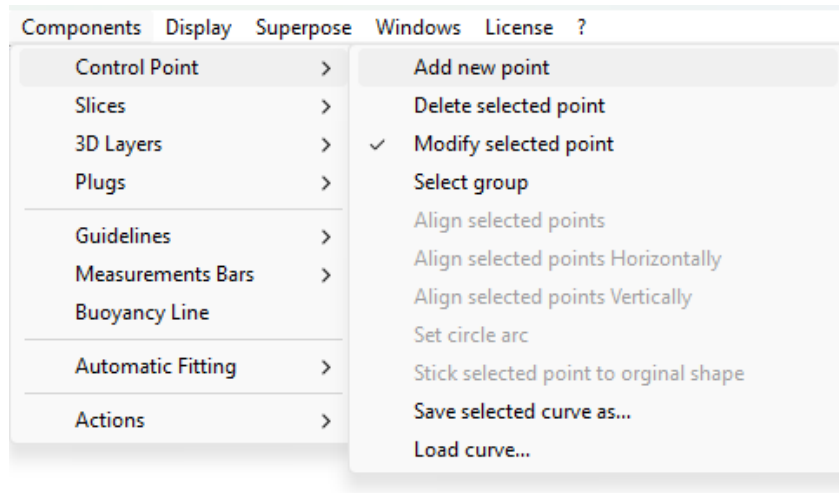 Components Display Superpose Windows License ?
Control Point
Slices
3D Layers
Plugs
Guidelines
Measurements Bars
Buoyancy Line
Automatic Fitting
Actions
Add new point
Delete selected point
Modify selected point
Select group
Align selected points
Align selected points Horizontally
Align selected points Vertically
Set circle arc
Stick selected point to orginal shape
Save selected curve as...
Load curve...